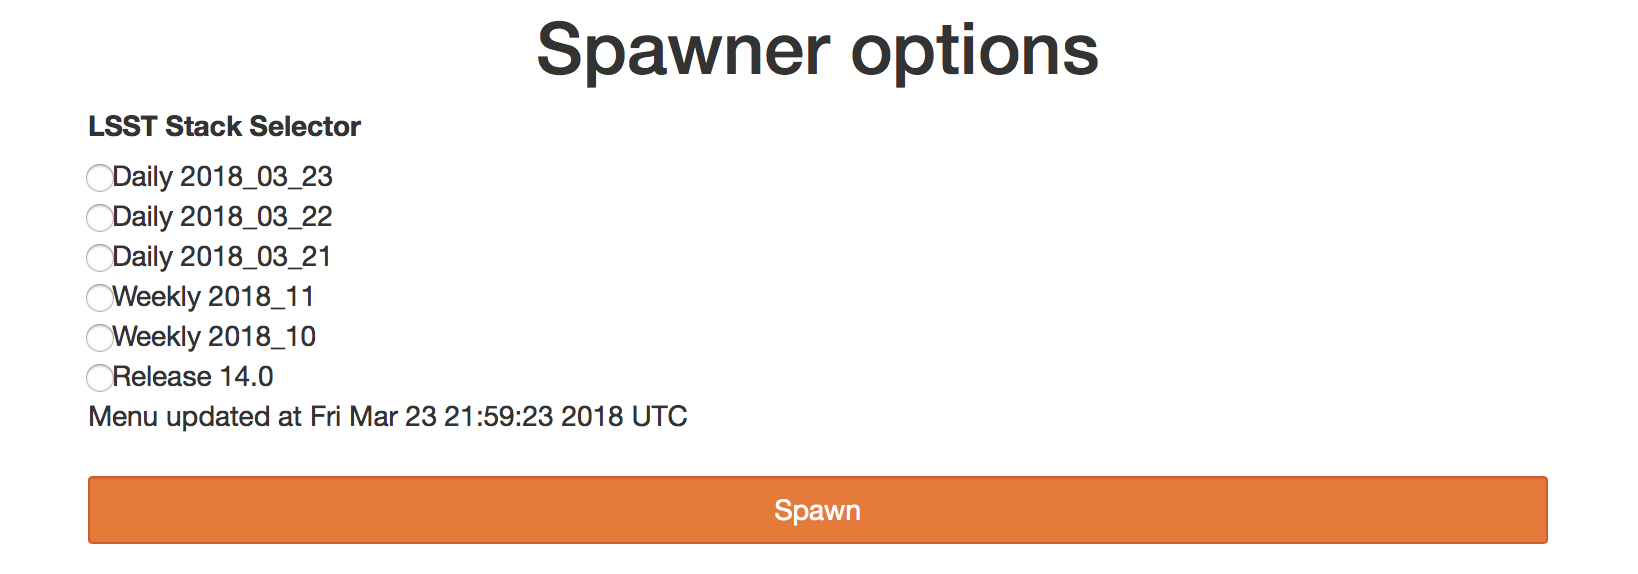 Spawner options
LSST Stack Selector
Daily 2018_03_23
Daily 2018_03_22
Daily 2018_03_21
Weekly 2018_11
Weekly 2018_10
Release 14.0
Menu updated at Fri Mar 23 21:59:23 2018 UTC
Spawn